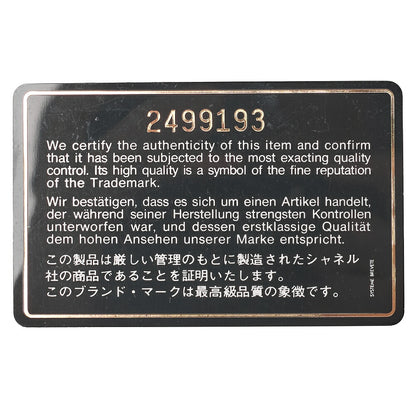 2499193
We certify the authenticity of this item and confirm
that it has been subjected to the most exacting quality
control. Its high quality is a symbol of the fine reputation
of the Trademark.
Wir bestätigen, dass es sich um einen Artikel handelt,
der während seiner Herstellung strengsten Kontrollen
unterworfen war, und dessen erstklassige Qualität
dem hohen Ansehen unserer Marke entspricht.
この製品は厳しい管理のもとに製造されたシャネル
社の商品であることを証明いたします。
このブランド・マークは最高級品質の象徴です。
SYSTEME BREVETE